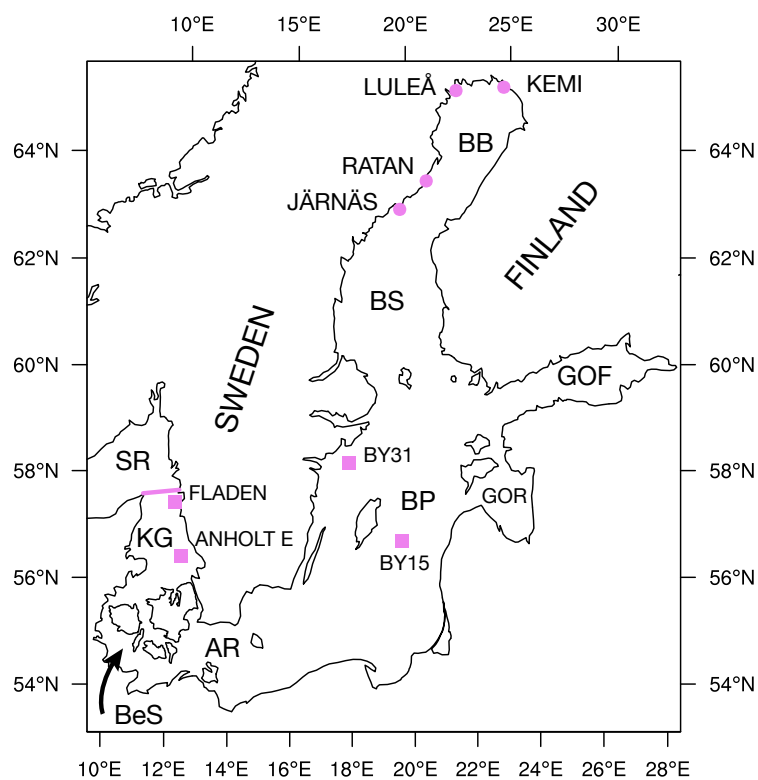 10°E 15°E 20°E 25°E 30°E
LULEÅ KEMI
64°N BB 64°N
RATAN
JÄRNÄS
FINLAND
62°N 62°N
BS
SWEDEN
60°N GOF 60°N
SR BY31
58°N 58°N
FLADEN BP GOR
KG ANHOLT E
BY15
56°N 56°N
AR
54°N 54°N
BeS
10°E 12°E 14°E 16°E 18°E 20°E 22°E 24°E 26°E 28°E